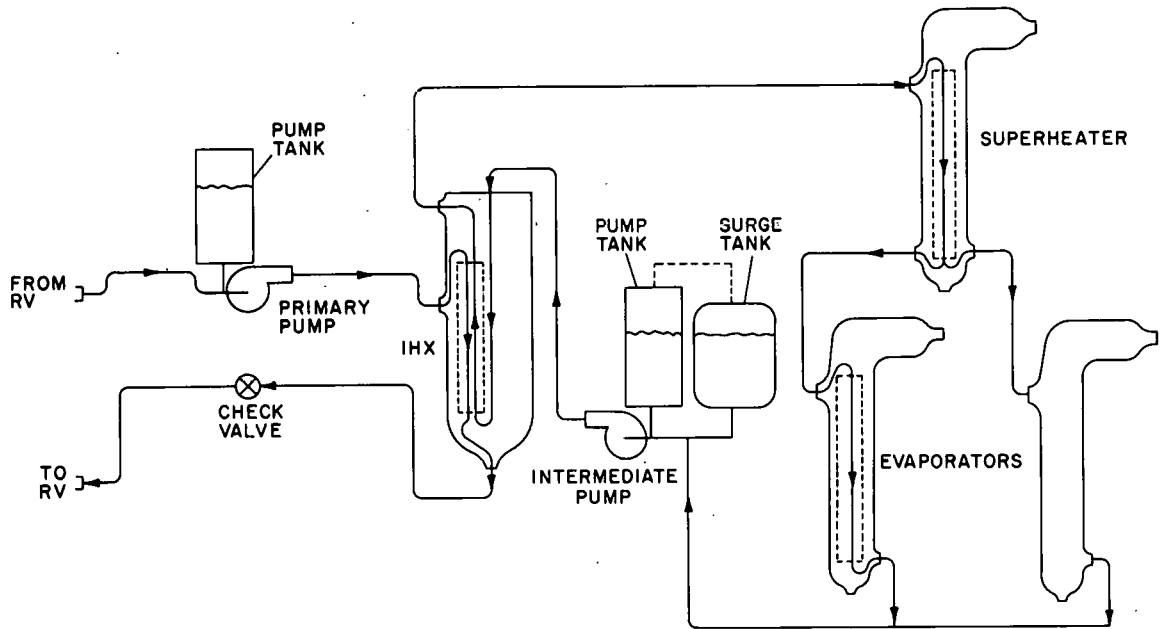 PUMP
TANK
FROM
RV
PRIMARY
PUMP
IHX
CHECK
VALVE
TO
RV
PUMP
TANK
SURGE
TANK
INTERMEDIATE
PUMP
SUPERHEATER
EVAPORATORS